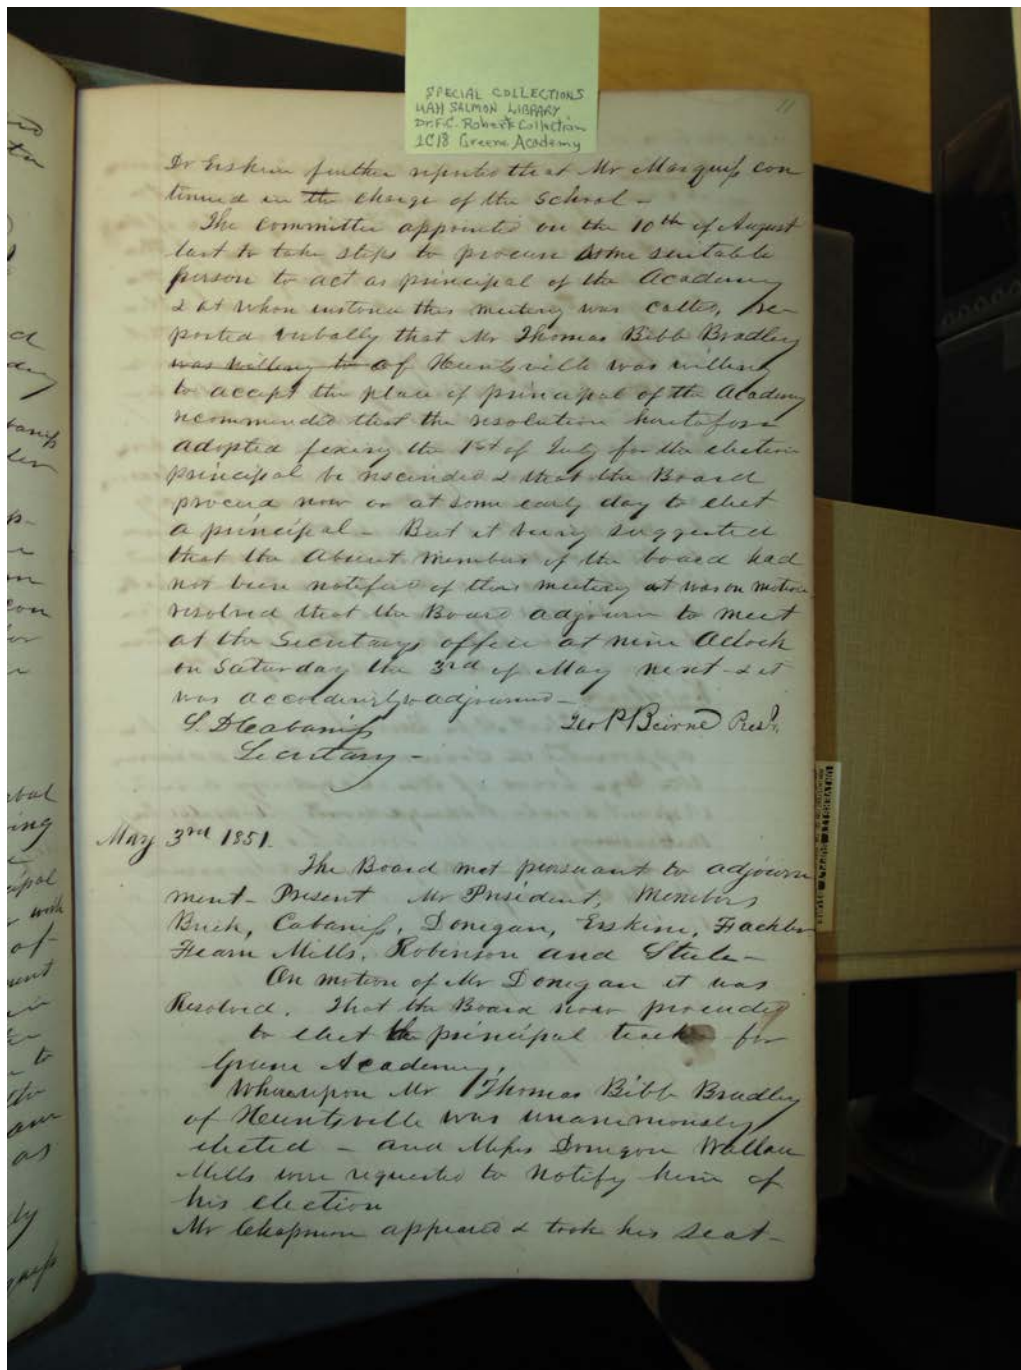 SPECIAL COLLECTIONS
UAH SALMON LIBRARY
Dr. F.C. Roberts Collection
2C18 Greene Academy
11
Dr Erskine further reported that Mr Marquiss con
tinued in the charge of the School -
The committee appointed on the 10th of August
last to take steps to procure some suitable
person to act as principal of the Academy
& at whose instance this meeting was called, re-
ported verbally that Mr Thomas Bibb Bradley
was willing to of Huntsville was willing
to accept the place of principal of the Academy
recommended that the resolution heretofore
adopted fixing the 1st of July for the election
principal be rescinded & that the Board
proceed now or at some early day to elect
a principal - But it being suggested
that the absent members of the board had
not been notified of this meeting it was on motion
resolved that the Board adjourn to meet
at the Secretarys office at nine Oclock
on Saturday the 3rd of May next - & it
was accordingly adjourned -
S. D Cabaniss Geo P Beirne Prest.
Secretary -
May 3rd 1851.
The Board met pursuant to adjourn
ment - Present Mr President, Members
Brick, Cabaniss, Donegan, Erskine, Fackler
Fearn Mills, Robinson and Steele -
On motion of Mr Donegan it was
Resolved. That the Board now proceed
to elect a principal teacher for
Greene Academy,
Whereupon Mr Thomas Bibb Bradley
of Huntsville was unanimously
elected - and Messrs Donegan Wallace
Mills were requested to notify him of
his election
Mr Chapman appeared & took his seat -